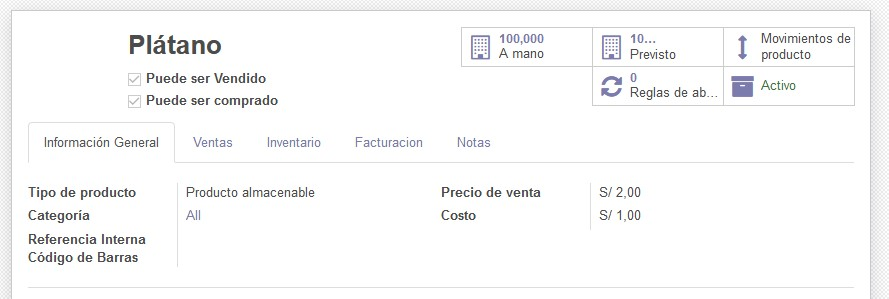 Plátano
Puede ser Vendido
Puede ser comprado
100,000
A mano
10...
Previsto
Movimientos de
producto
0
Reglas de ab...
Activo
Información General
Ventas
Inventario
Facturacion
Notas
Tipo de producto
Producto almacenable
Categoría
All
Referencia Interna
Código de Barras
Precio de venta
S/ 2,00
Costo
S/ 1,00